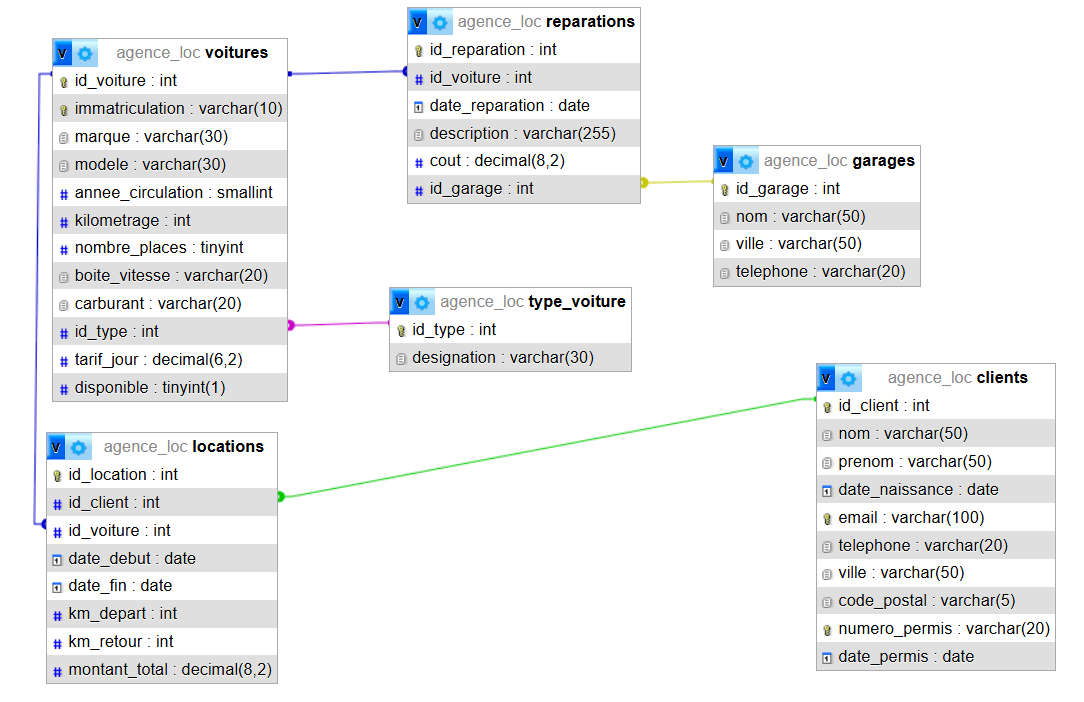 agence_loc voitures
id_voiture : int
immatriculation : varchar(10)
marque : varchar(30)
modele : varchar(30)
annee_circulation : smallint
kilometrage : int
nombre_places : tinyint
boite_vitesse : varchar(20)
carburant : varchar(20)
id_type : int
tarif_jour : decimal(6,2)
disponible : tinyint(1)
agence_loc reparations
id_reparation : int
id_voiture : int
date_reparation : date
description : varchar(255)
cout : decimal(8,2)
id_garage : int
agence_loc garages
id_garage : int
nom : varchar(50)
ville : varchar(50)
telephone : varchar(20)
agence_loc type_voiture
id_type : int
designation : varchar(30)
agence_loc locations
id_location : int
id_client : int
id_voiture : int
date_debut : date
date_fin : date
km_depart : int
km_retour : int
montant_total : decimal(8,2)
agence_loc clients
id_client : int
nom : varchar(50)
prenom : varchar(50)
date_naissance : date
email : varchar(100)
telephone : varchar(20)
ville : varchar(50)
code_postal : varchar(5)
numero_permis : varchar(20)
date_permis : date